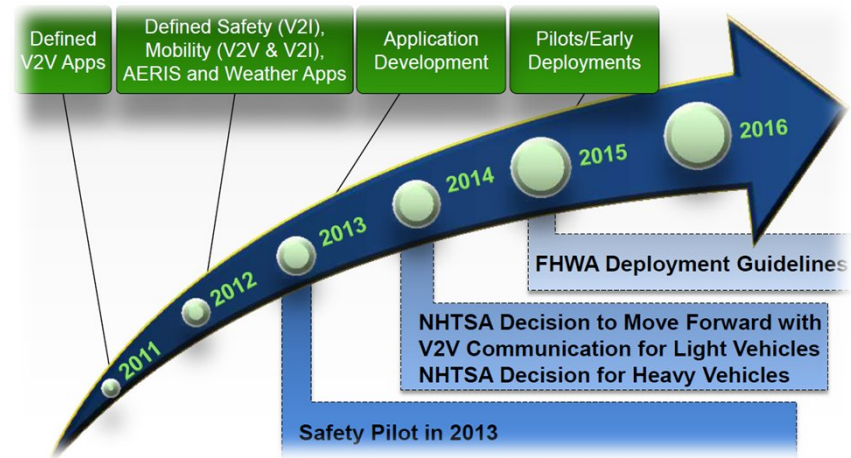 Defined
V2V Apps
Defined Safety (V2I),
Mobility (V2V & V2I),
AERIS and Weather Apps
Application
Development
Pilots/Early
Deployments
2011
2012
2013
2014
2015
2016
FHWA Deployment Guidelines
NHTSA Decision to Move Forward with
V2V Communication for Light Vehicles
NHTSA Decision for Heavy Vehicles
Safety Pilot in 2013